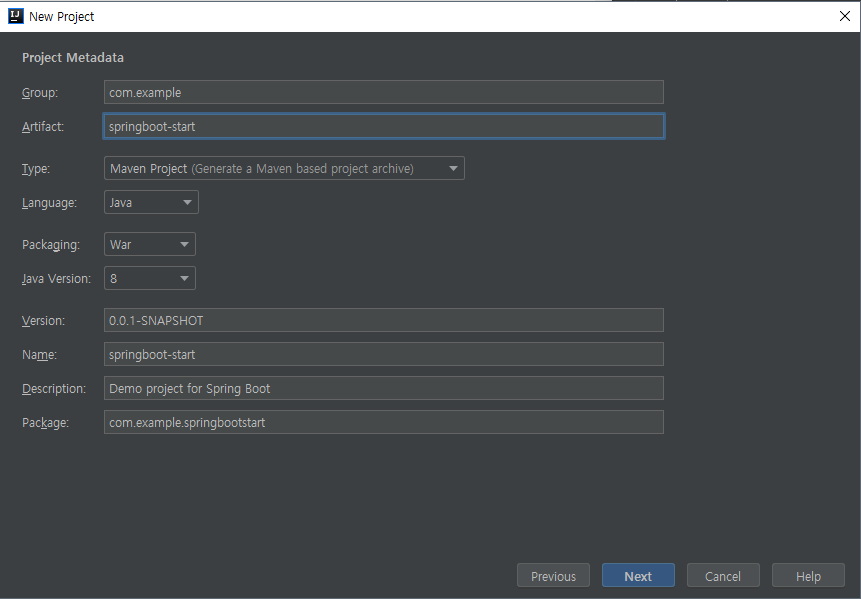 IJ New Project
Project Metadata
Group: com.example
Artifact: springboot-start
Type: Maven Project (Generate a Maven based project archive)
Language: Java
Packaging: War
Java Version: 8
Version: 0.0.1-SNAPSHOT
Name: springboot-start
Description: Demo project for Spring Boot
Package: com.example.springbootstart
Previous Next Cancel Help